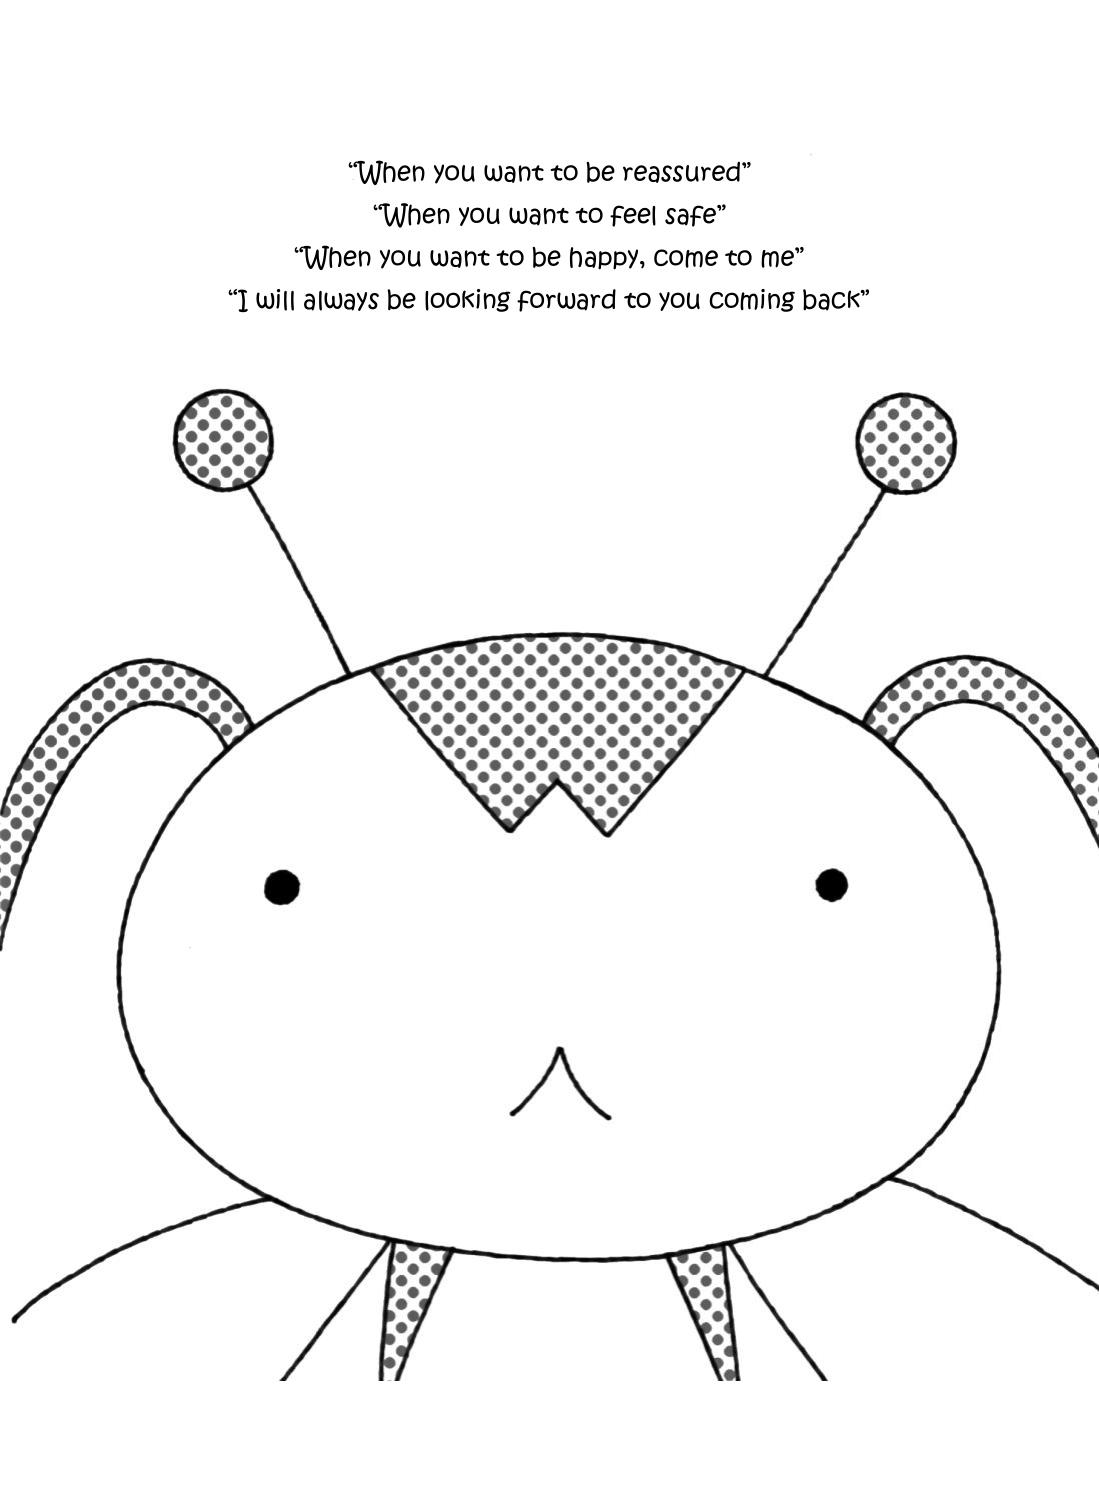 “When you want to be reassured”
“When you want to feel safe”
“When you want to be happy, come to me”
“I will always be looking forward to you coming back”